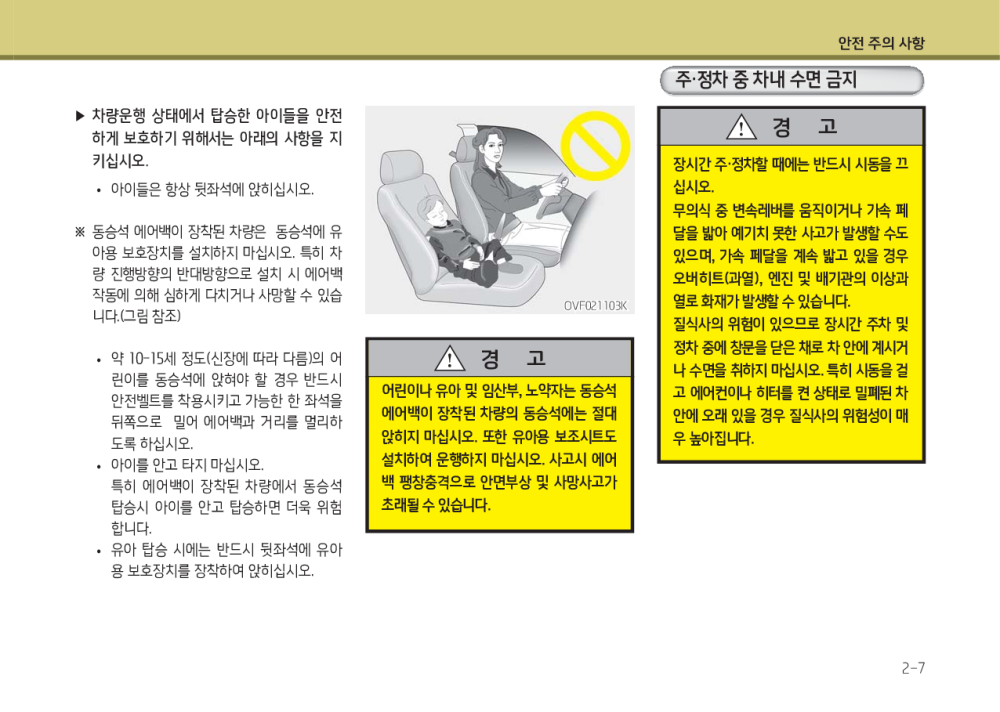 안전 주의 사항
▶ 차량운행 상태에서 탑승한 아이들을 안전
하게 보호하기 위해서는 아래의 사항을 지
키십시오.
• 아이들은 항상 뒷좌석에 앉히십시오.
※ 동승석 에어백이 장착된 차량은 동승석에 유
아용 보호장치를 설치하지 마십시오. 특히 차
량 진행방향의 반대방향으로 설치 시 에어백
작동에 의해 심하게 다치거나 사망할 수 있습
니다.(그림 참조)
• 약 10-15세 정도(신장에 따라 다름)의 어
린이를 동승석에 앉혀야 할 경우 반드시
안전벨트를 착용시키고 가능한 한 좌석을
뒤쪽으로 밀어 에어백과 거리를 멀리하
도록 하십시오.
• 아이를 안고 타지 마십시오.
특히 에어백이 장착된 차량에서 동승석
탑승시 아이를 안고 탑승하면 더욱 위험
합니다.
• 유아 탑승 시에는 반드시 뒷좌석에 유아
용 보호장치를 장착하여 앉히십시오.
OVF021103K
경 고
어린이나 유아 및 임산부, 노약자는 동승석
에어백이 장착된 차량의 동승석에는 절대
앉히지 마십시오. 또한 유아용 보조시트도
설치하여 운행하지 마십시오. 사고시 에어
백 팽창충격으로 안면부상 및 사망사고가
초래될 수 있습니다.
주·정차 중 차내 수면 금지
경 고
장시간 주·정차할 때에는 반드시 시동을 끄
십시오.
무의식 중 변속레버를 움직이거나 가속 페
달을 밟아 예기치 못한 사고가 발생할 수도
있으며, 가속 페달을 계속 밟고 있을 경우
오버히트(과열), 엔진 및 배기관의 이상과
열로 화재가 발생할 수 있습니다.
질식사의 위험이 있으므로 장시간 주차 및
정차 중에 창문을 닫은 채로 차 안에 계시거
나 수면을 취하지 마십시오. 특히 시동을 걸
고 에어컨이나 히터를 켠 상태로 밀폐된 차
안에 오래 있을 경우 질식사의 위험성이 매
우 높아집니다.
2-7